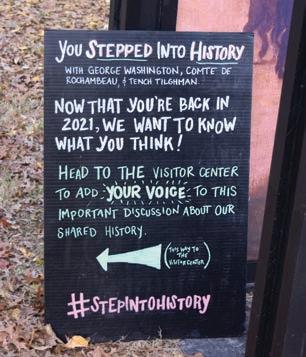 YOU STEPPED INTO HISTORY
WITH GEORGE WASHINGTON, COMTE DE
ROCHAMBEAU, & TENCH TILGHMAN.
NOW THAT YOU'RE BACK IN
2021, WE WANT TO KNOW
WHAT YOU THINK!
HEAD TO THE VISITOR CENTER
TO ADD YOUR VOICE TO THIS
IMPORTANT DISCUSSION ABOUT OUR
SHARED HISTORY.
(THIS WAY TO
THE
VISITOR CENTER)
#STEPINTOHISTORY